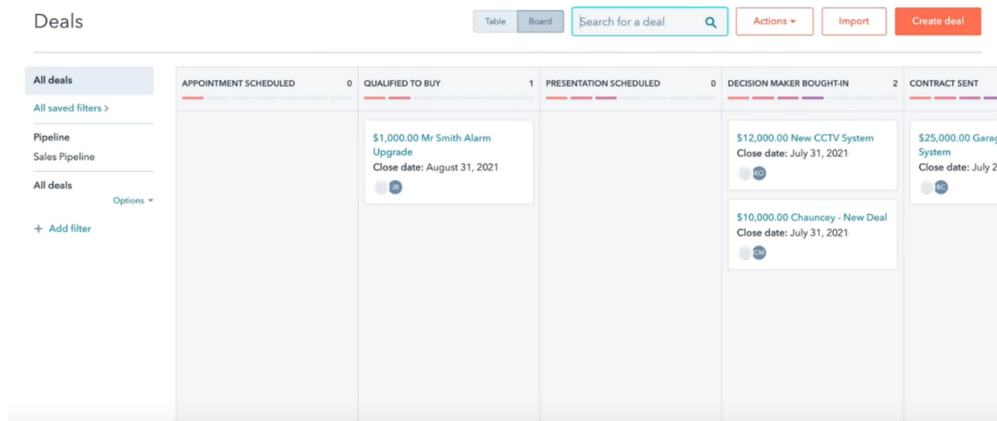 Deals
Table Board Search for a deal Actions Import Create deal
All deals
All saved filters >
Pipeline
Sales Pipeline
All deals
Options
+ Add filter
APPOINTMENT SCHEDULED 0
QUALIFIED TO BUY 1
$1,000.00 Mr Smith Alarm
Upgrade
Close date: August 31, 2021
JB
PRESENTATION SCHEDULED 0
DECISION MAKER BOUGHT-IN 2
$12,000.00 New CCTV System
Close date: July 31, 2021
KO
$10,000.00 Chauncey - New Deal
Close date: July 31, 2021
CM
CONTRACT SENT
$25,000.00 Garag
System
Close date: July 2
BC